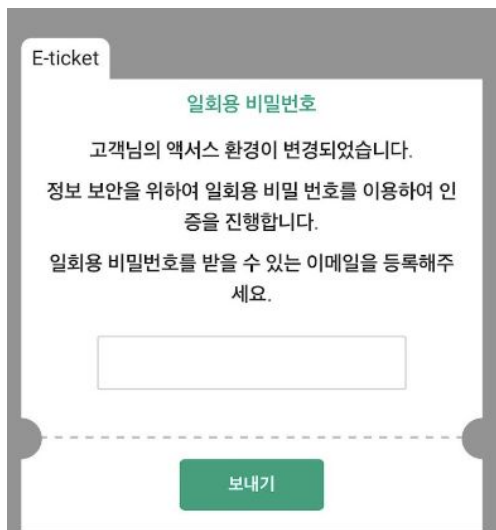 E-ticket
일회용 비밀번호
고객님의 액서스 환경이 변경되었습니다.
정보 보안을 위하여 일회용 비밀 번호를 이용하여 인
증을 진행합니다.
일회용 비밀번호를 받을 수 있는 이메일을 등록해주
세요.
보내기